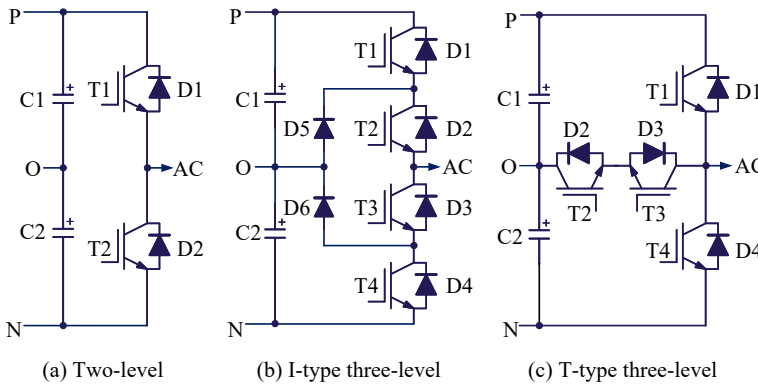 P
C1
+
T1
D1
O
AC
C2
+
T2
D2
N
(a) Two-level
P
T1
D1
C1
+
D5
T2
D2
O
AC
D6
T3
D3
C2
+
T4
D4
N
(b) I-type three-level
P
C1
+
T1
D1
D2
D3
O
AC
T2
T3
C2
+
T4
D4
N
(c) T-type three-level